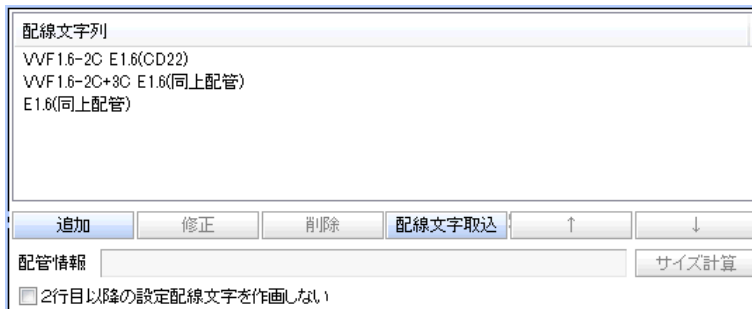 配線文字列
VVF1.6-2C E1.6(CD22)
VVF1.6-2C+3C E1.6(同上配管)
E1.6(同上配管)
追加 修正 削除 配線文字取込 ↑ ↓
配管情報 サイズ計算
2行目以降の設定配線文字を作画しない